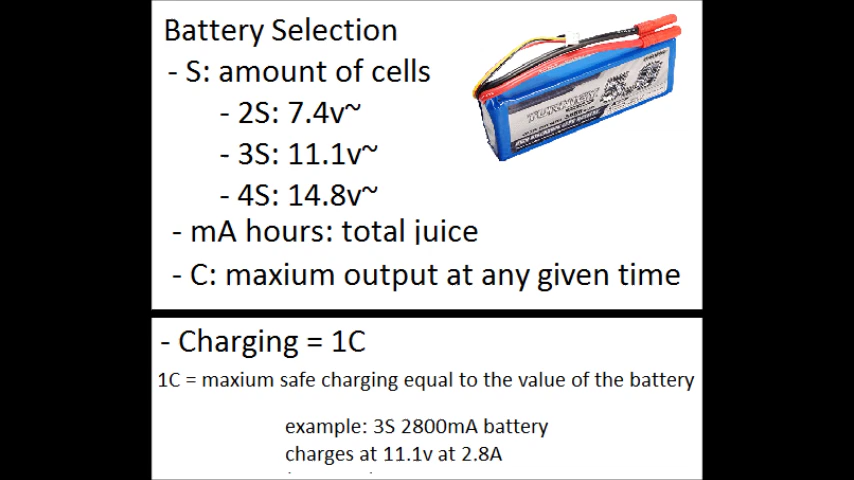 Battery Selection
- S: amount of cells
- 2S: 7.4v~
- 3S: 11.1v~
- 4S: 14.8v~
- mA hours: total juice
- C: maxium output at any given time
- Charging = 1C
1C = maxium safe charging equal to the value of the battery
example: 3S 2800mA battery
charges at 11.1v at 2.8A